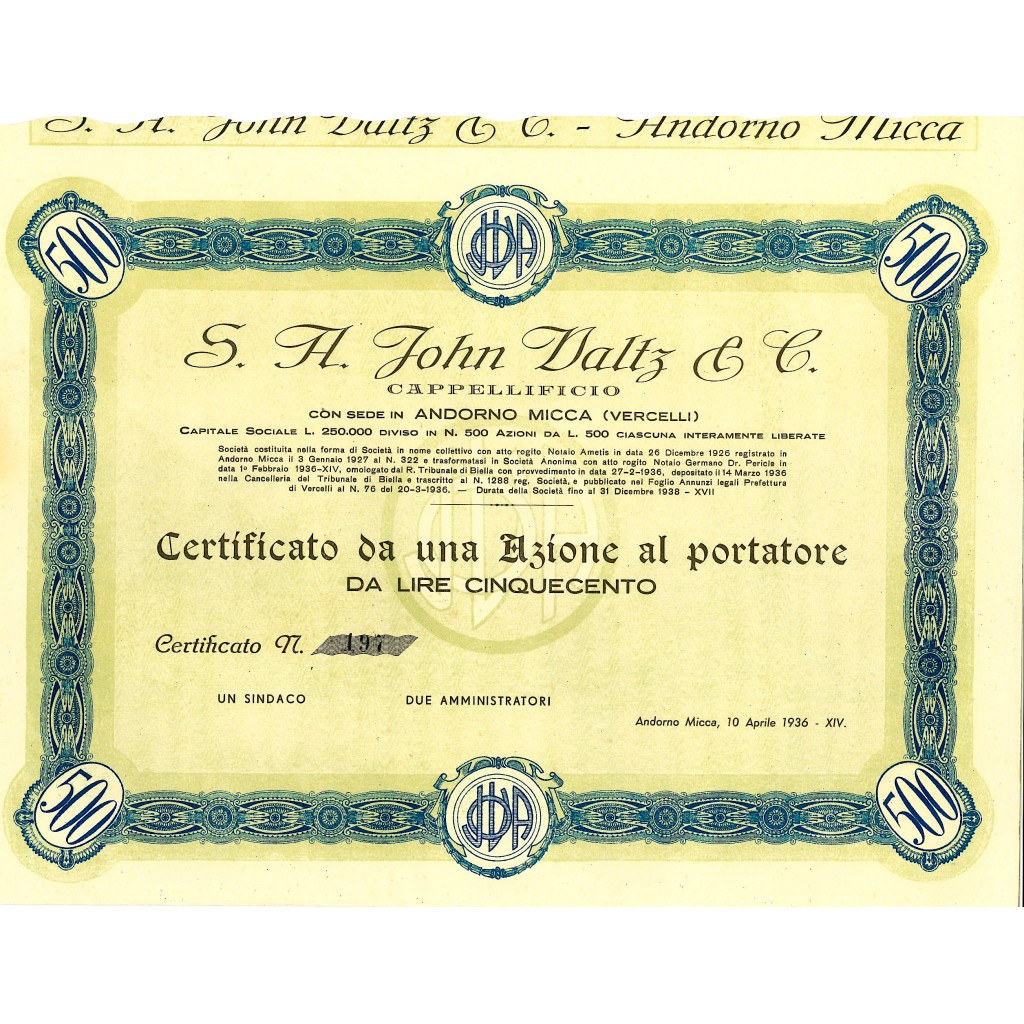 S. A. John Valtz & C. - Andorno Micca
500
500
S. A. John Valtz & C.
CAPPELLIFICIO
CON SEDE IN ANDORNO MICCA (VERCELLI)
CAPITALE SOCIALE L. 250.000 DIVISO IN N. 500 AZIONI DA L. 500 CIASCUNA INTERAMENTE LIBERATE
Società costituita nella forma di Società in nome collettivo con atto rogito Notaio Ametis in data 26 Dicembre 1926 registrato in
Andorno Micca il 3 Gennaio 1927 al N. 322 e trasformatasi in Società Anonima con atto rogito Notaio Germano Dr. Pericle in
data 1º Febbraio 1936-XIV, omologato dal R. Tribunale di Biella con provvedimento in data 27-2-1936, depositato il 14 Marzo 1936
nella Cancelleria del Tribunale di Biella e trascritto al N. 1288 reg. Società, e pubblicato nel Foglio Annunzi legali Prefettura
di Vercelli al N. 76 del 20-3-1936. — Durata della Società fino al 31 Dicembre 1938 - XVII
Certificato da una Azione al portatore
DA LIRE CINQUECENTO
Certificato N. 197
UN SINDACO DUE AMMINISTRATORI
Andorno Micca, 10 Aprile 1936 - XIV.
500
500